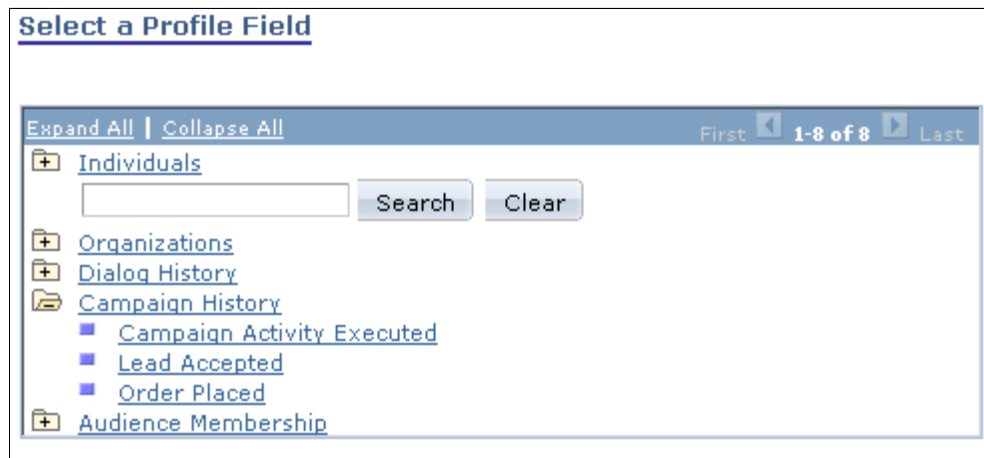 Select a Profile Field
Expand All | Collapse All First 1-8 of 8 Last
Individuals
Search Clear
Organizations
Dialog History
Campaign History
Campaign Activity Executed
Lead Accepted
Order Placed
Audience Membership